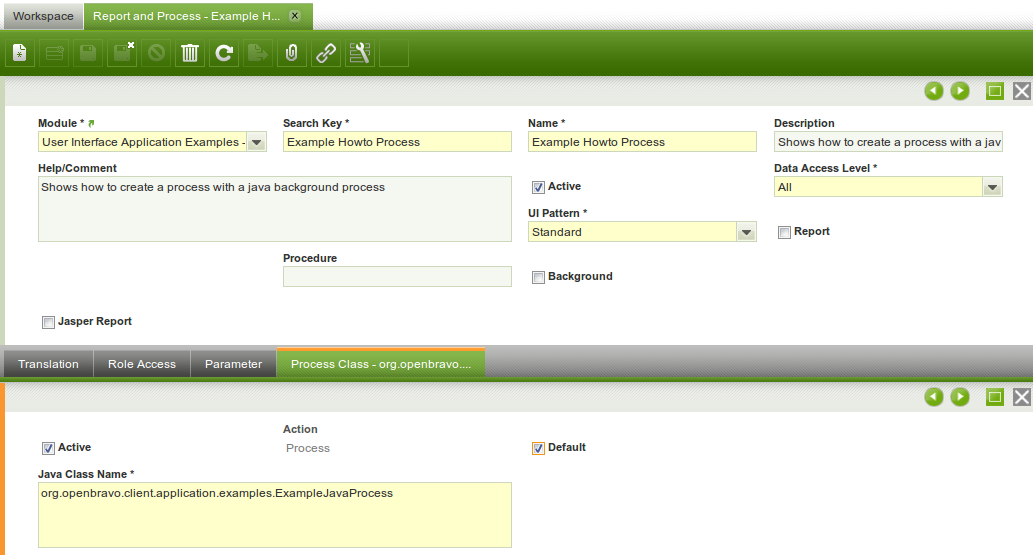 Workspace
Report and Process - Example H...
Module *
Search Key *
Name *
Description
User Interface Application Examples -
Example Howto Process
Example Howto Process
Shows how to create a process with a jav
Help/Comment
Shows how to create a process with a java background process
Active
Data Access Level *
All
UI Pattern *
Standard
Report
Procedure
Background
Jasper Report
Translation
Role Access
Parameter
Process Class - org.openbravo....
Active
Action
Process
Default
Java Class Name *
org.openbravo.client.application.examples.ExampleJavaProcess